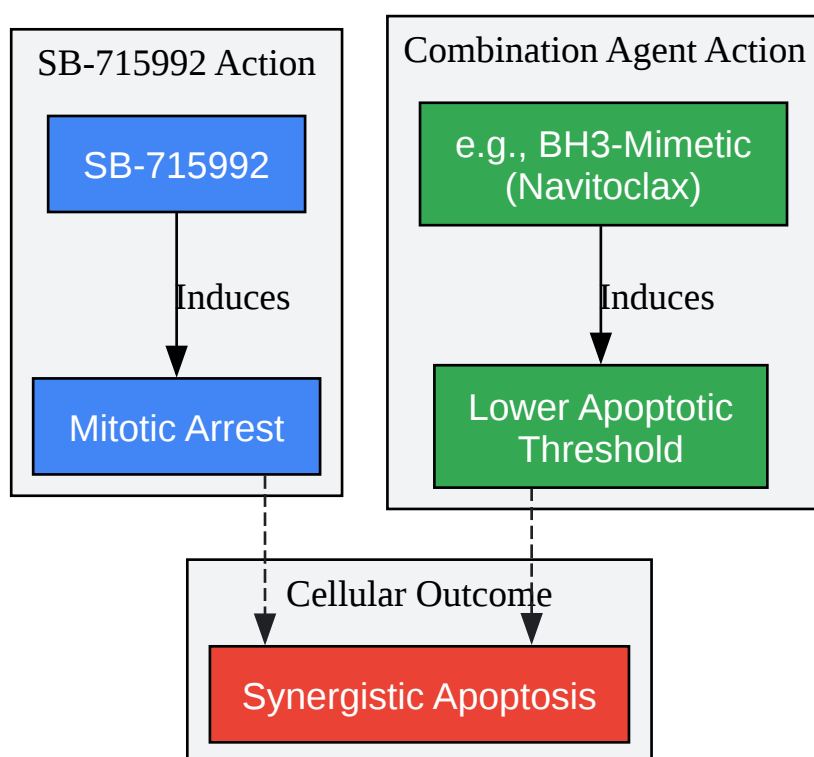 SB-715992 Action
SB-715992
Induces
Mitotic Arrest
Combination Agent Action
e.g., BH3-Mimetic
(Navitoclax)
Induces
Lower Apoptotic
Threshold
Cellular Outcome
Synergistic Apoptosis